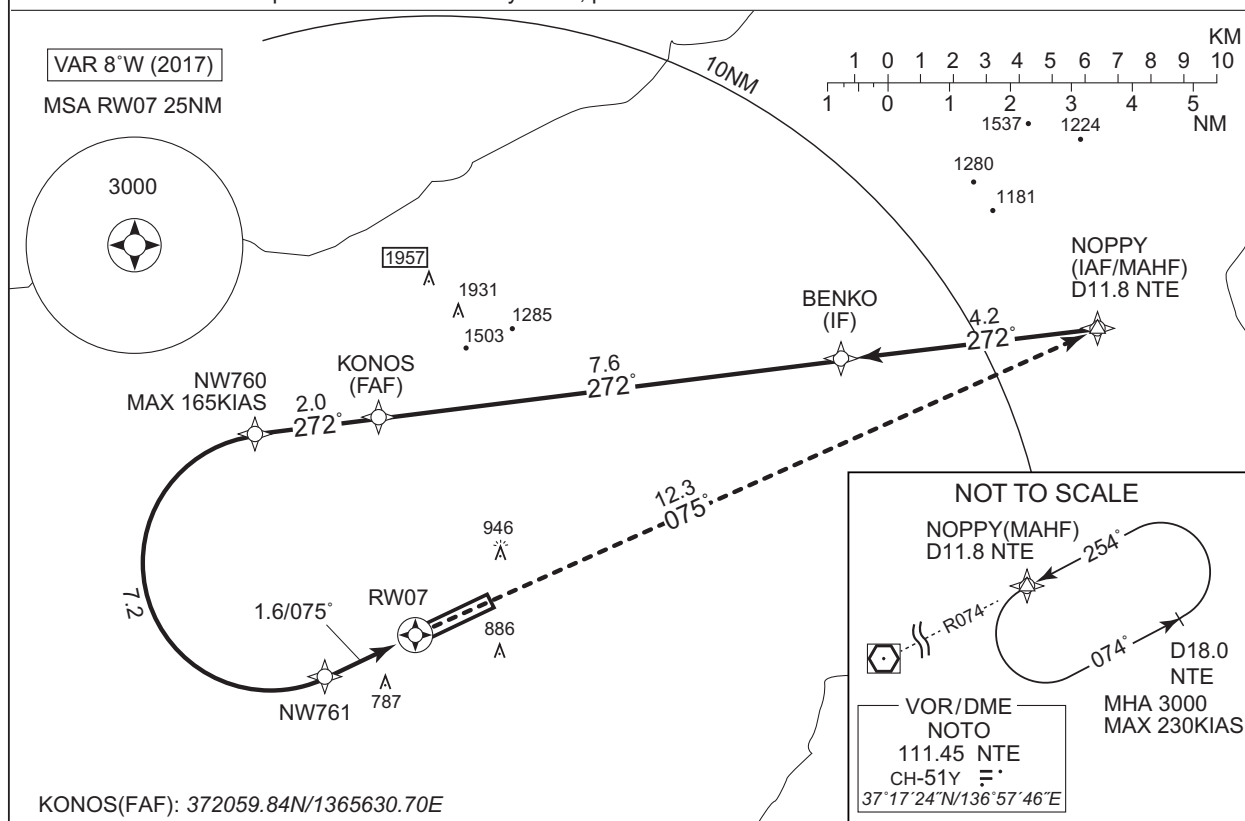 VAR 8˚W (2017)
MSA RW07 25NM
3000
10NM
KM
1 0 1 2 3 4 5 6 7 8 9 10
1 0 1 2 3 4 5
NM
1537
1224
1280
1181
NOPPY
(IAF/MAHF)
D11.8 NTE
1957
1931
1285
1503
BENKO
(IF)
4.2
272˚
KONOS
(FAF)
7.6
272˚
NW760
MAX 165KIAS
2.0
272˚
12.3
075˚
946
RW07
7.2
1.6/075˚
886
787
NW761
NOT TO SCALE
NOPPY(MAHF)
D11.8 NTE
254˚
R074
074˚
D18.0
NTE
MHA 3000
MAX 230KIAS
VOR/DME
NOTO
111.45 NTE
CH-51Y
37˚17´24˝N/136˚57´46˝E
KONOS(FAF): 372059.84N/1365630.70E